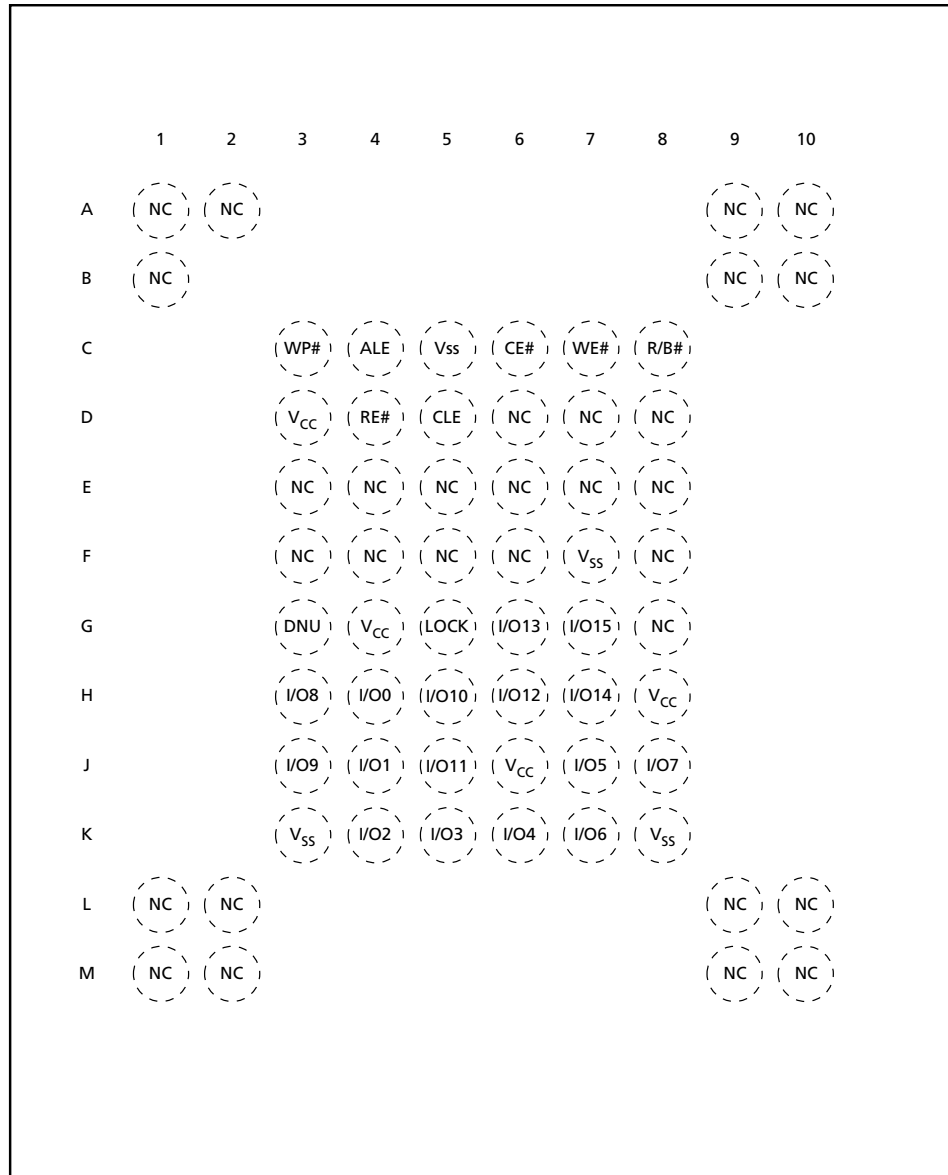 1 2 3 4 5 6 7 8 9 10
A NC NC NC NC
B NC NC NC
C WP# ALE Vss CE# WE# R/B#
D VCC RE# CLE NC NC NC
E NC NC NC NC NC NC
F NC NC NC NC VSS NC
G DNU VCC LOCK I/O13 I/O15 NC
H I/O8 I/O0 I/O10 I/O12 I/O14 VCC
J I/O9 I/O1 I/O11 VCC I/O5 I/O7
K VSS I/O2 I/O3 I/O4 I/O6 VSS
L NC NC NC NC
M NC NC NC NC